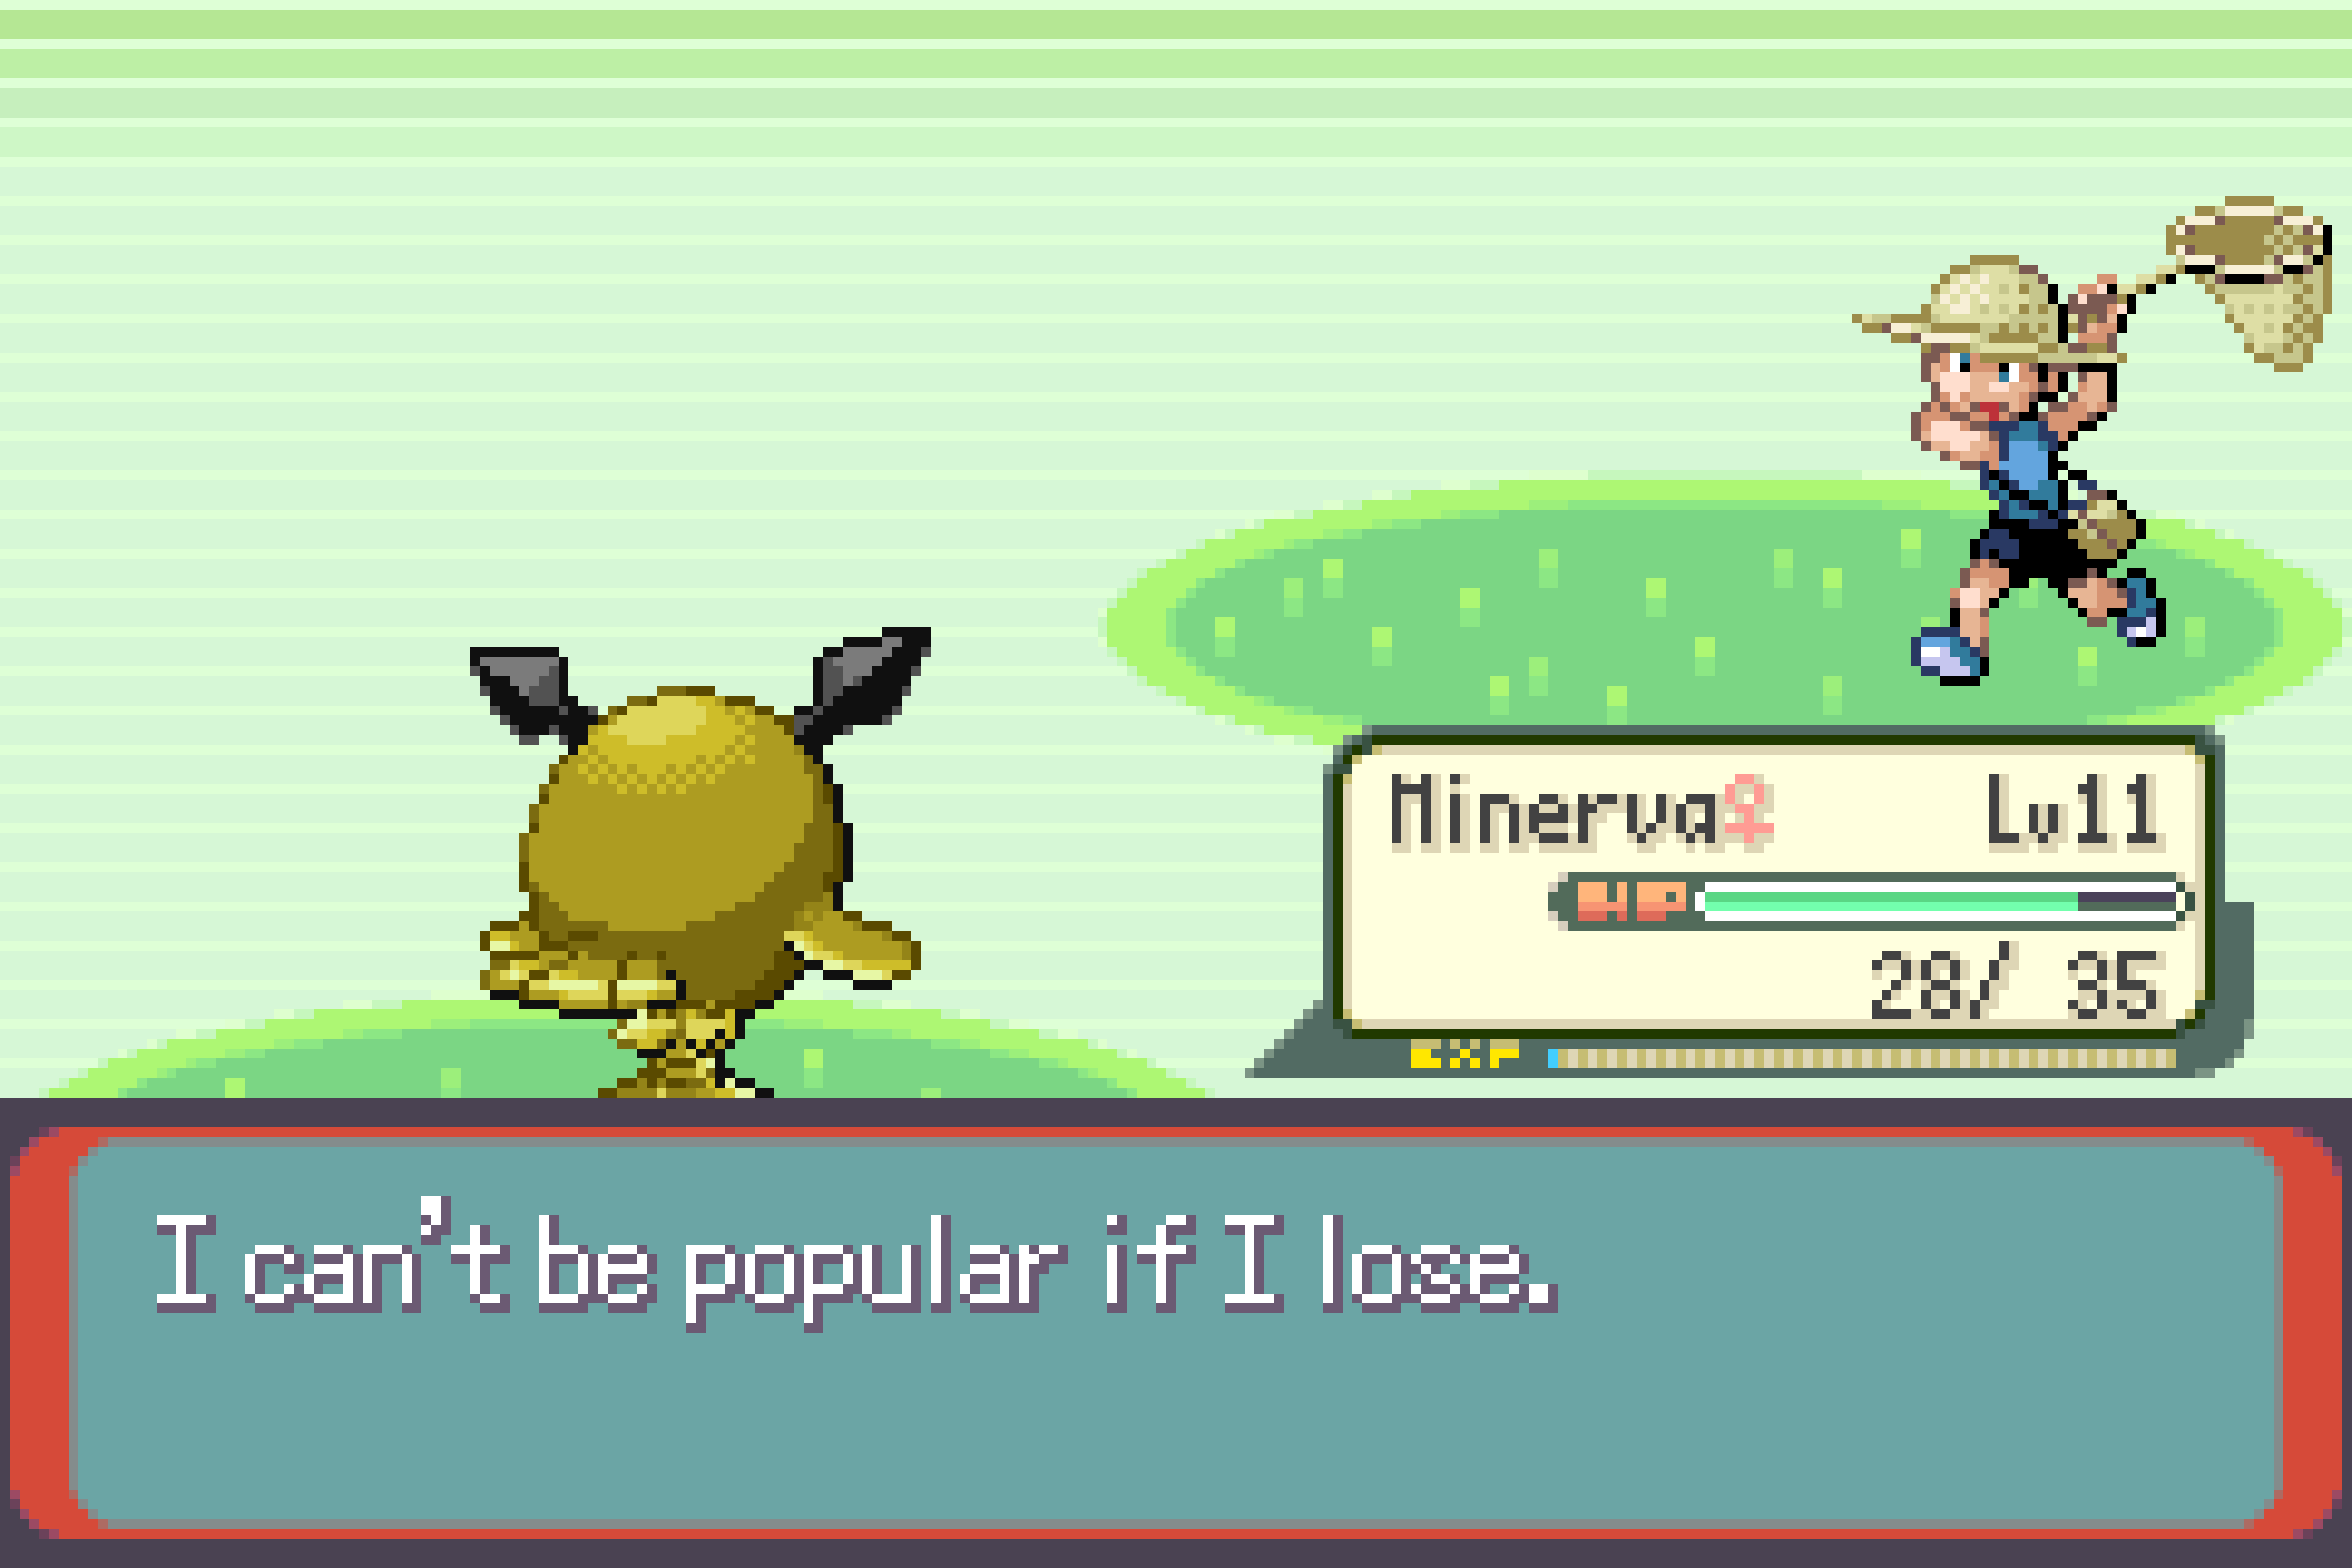 Minerva♀ Lv11
HP
28/ 35
EXP
I can't be popular if I lose.